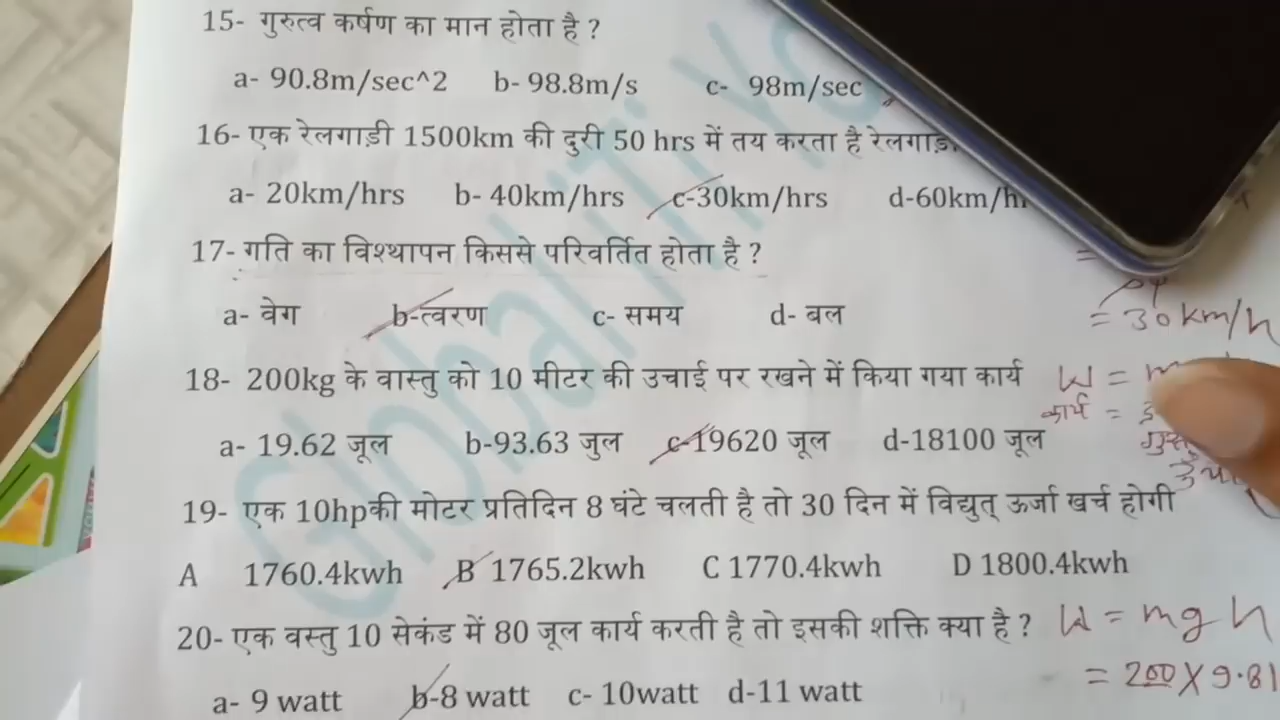 15- गुरुत्व कर्षण का मान होता है ?
a- 90.8m/sec^2 b- 98.8m/s c- 98m/sec
16- एक रेलगाड़ी 1500km की दुरी 50 hrs में तय करता है
a- 20km/hrs b- 40km/hrs c-30km/hrs d-60km/hr
= 30 km/h
17- गति का विश्थापन किससे परिवर्तित होता है ?
a- वेग b-त्वरण c- समय d- बल
18- 200kg के वास्तु को 10 मीटर की उचाई पर रखने में किया गया कार्य
W =
कार्य =
a- 19.62 जूल b-93.63 जुल c-19620 जूल d-18100 जूल
19- एक 10hpकी मोटर प्रतिदिन 8 घंटे चलती है तो 30 दिन में विद्युत् ऊर्जा खर्च होगी
A 1760.4kwh B 1765.2kwh C 1770.4kwh D 1800.4kwh
20- एक वस्तु 10 सेकंड में 80 जूल कार्य करती है तो इसकी शक्ति क्या है ?
W = mgh
= 200 X 9.81
a- 9 watt b-8 watt c- 10watt d-11 watt